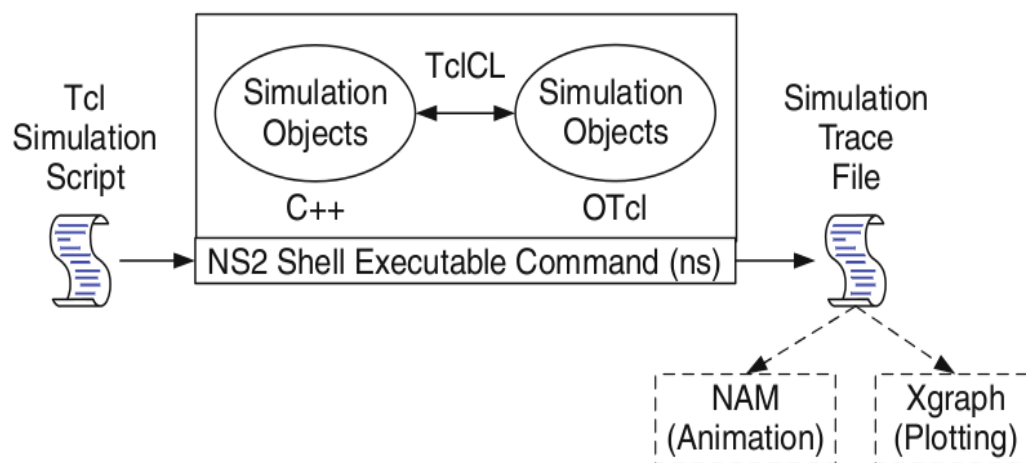 Tcl
Simulation
Script
TclCL
Simulation
Objects
Simulation
Objects
C++
OTcl
NS2 Shell Executable Command (ns)
Simulation
Trace
File
NAM
(Animation)
Xgraph
(Plotting)